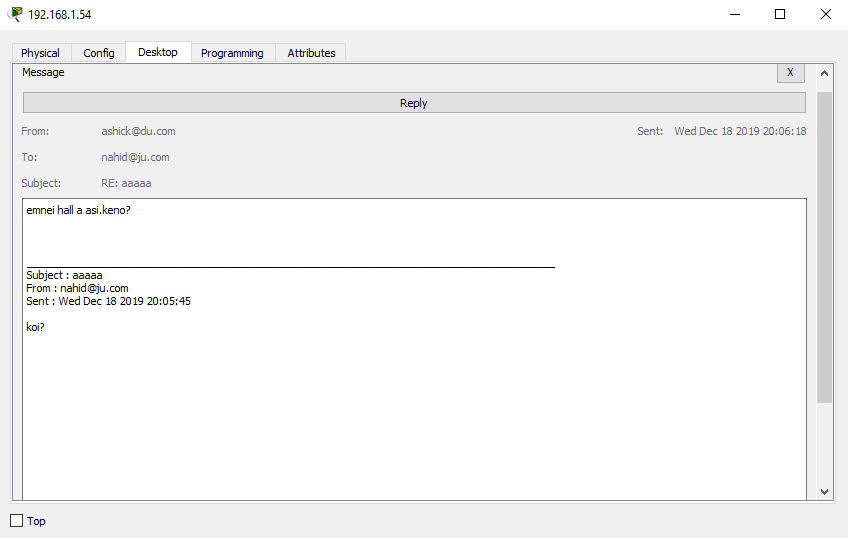 192.168.1.54
Physical Config Desktop Programming Attributes
Message X
Reply
From: ashick@du.com Sent: Wed Dec 18 2019 20:06:18
To: nahid@ju.com
Subject: RE: aaaaa
emnei hall a asi.keno?
Subject : aaaaa
From : nahid@ju.com
Sent : Wed Dec 18 2019 20:05:45
koi?
Top